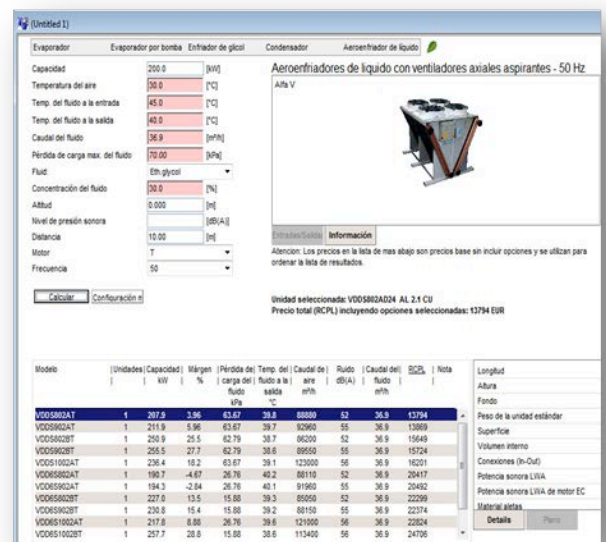 (Untitled 1)
Evaporador Evaporador por bomba Enfriador de glicol Condensador Aeroenfriador de liquido
Capacidad 200.0 [kW]
Temperatura del aire 30.0 [°C]
Temp. del fluido a la entrada 45.0 [°C]
Temp. del fluido a la salida 40.0 [°C]
Caudal del fluido 36.9 [m³/h]
Pérdida de carga max. del fluido 70.00 [kPa]
Fluid: Eth.glycol
Concentración del fluido 30.0 [%]
Altitud 0.000 [m]
Nivel de presión sonora [dB(A)]
Distancia 10.00 [m]
Motor T
Frecuencia 50
Calcular Configuración n
Aeroenfriadores de liquido con ventiladores axiales aspirantes - 50 Hz
Alfa V
Entradas/Salida Información
Atencion: Los precios en la lista de mas abajo son precios base sin incluir opciones y se utilizan para
ordenar la lista de resultados.
Unidad seleccionada: VDDS802AD24 AL 2.1 CU
Precio total (RCPL) incluyendo opciones seleccionadas: 13794 EUR
Modelo | Unidades | Capacidad | Márgen | Pérdida de | Temp. del | Caudal de | Ruido | Caudal del | RCPL | Nota
kW % carga del fluido a la aire dB(A) fluido
fluido salida m³/h m³/h
kPa °C
VDDS802AT 1 207.9 3.96 63.67 39.8 88880 52 36.9 13794
VDDS902AT 1 211.9 5.96 63.67 39.7 92960 55 36.9 13869
VDDS802BT 1 250.9 25.5 62.79 38.7 86200 52 36.9 15649
VDDS902BT 1 255.5 27.7 62.79 38.6 89550 55 36.9 15724
VDDS1002AT 1 236.4 18.2 63.67 39.1 123000 56 36.9 16201
VDD6S802AT 1 190.7 -4.67 26.76 40.2 88110 52 36.9 20417
VDD6S902AT 1 194.3 -2.84 26.76 40.1 91960 55 36.9 20492
VDD6S802BT 1 227.0 13.5 15.88 39.3 85050 52 36.9 22299
VDD6S902BT 1 230.8 15.4 15.88 39.2 88150 55 36.9 22374
VDD6S1002AT 1 217.8 8.88 26.76 39.6 121000 56 36.9 22824
VDD6S1002BT 1 257.7 28.8 15.88 38.6 113400 56 36.9 24706
Longitud
Altura
Fondo
Peso de la unidad estándar
Superficie
Volumen interno
Conexiones (In-Out)
Potencia sonora LWA
Potencia sonora LWA de motor EC
Material aletas
Details